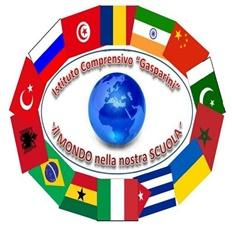 Istituto Comprensivo "Gasparini"
-Il MONDO nella nostra SCUOLA-